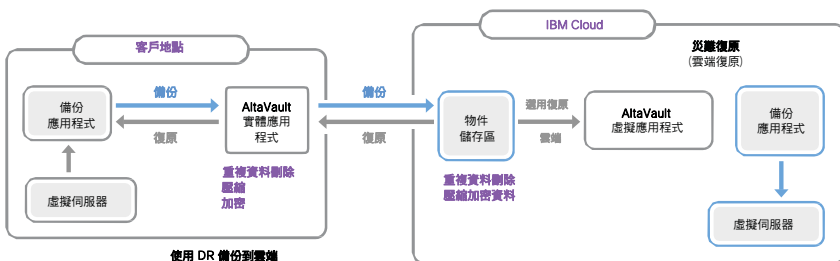 客戶地點
IBM Cloud
災難復原
(雲端復原)
備份
應用程式
備份
復原
AltaVault
實體應用
程式
備份
復原
物件
儲存區
選用復原
雲端
AltaVault
虛擬應用程式
備份
應用程式
重複資料刪除
壓縮
加密
重複資料刪除
壓縮加密資料
虛擬伺服器
虛擬伺服器
使用 DR 備份到雲端